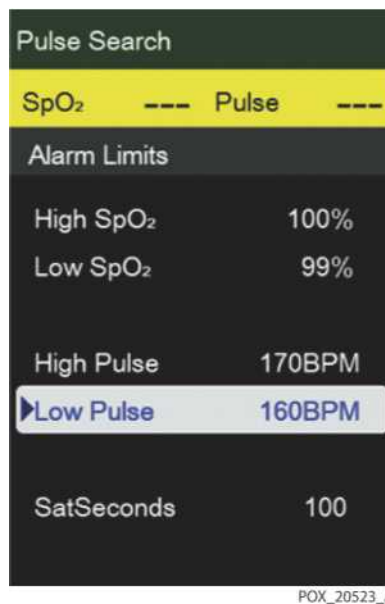 Pulse Search
SpO₂ --- Pulse ---
Alarm Limits
High SpO₂ 100%
Low SpO₂ 99%
High Pulse 170BPM
Low Pulse 160BPM
SatSeconds 100